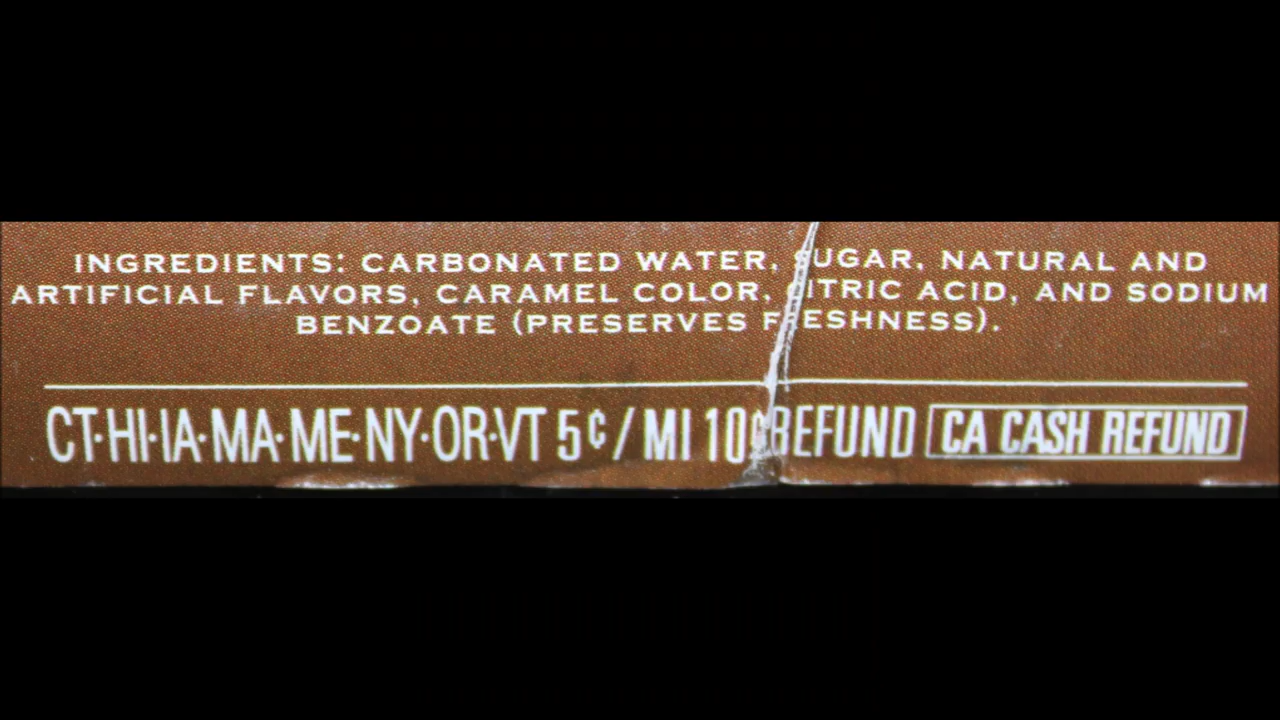 INGREDIENTS: CARBONATED WATER, SUGAR, NATURAL AND
ARTIFICIAL FLAVORS, CARAMEL COLOR, CITRIC ACID, AND SODIUM
BENZOATE (PRESERVES FRESHNESS).
CT·HI·IA·MA·ME·NY·OR·VT 5¢/ MI 10¢ REFUND CA CASH REFUND